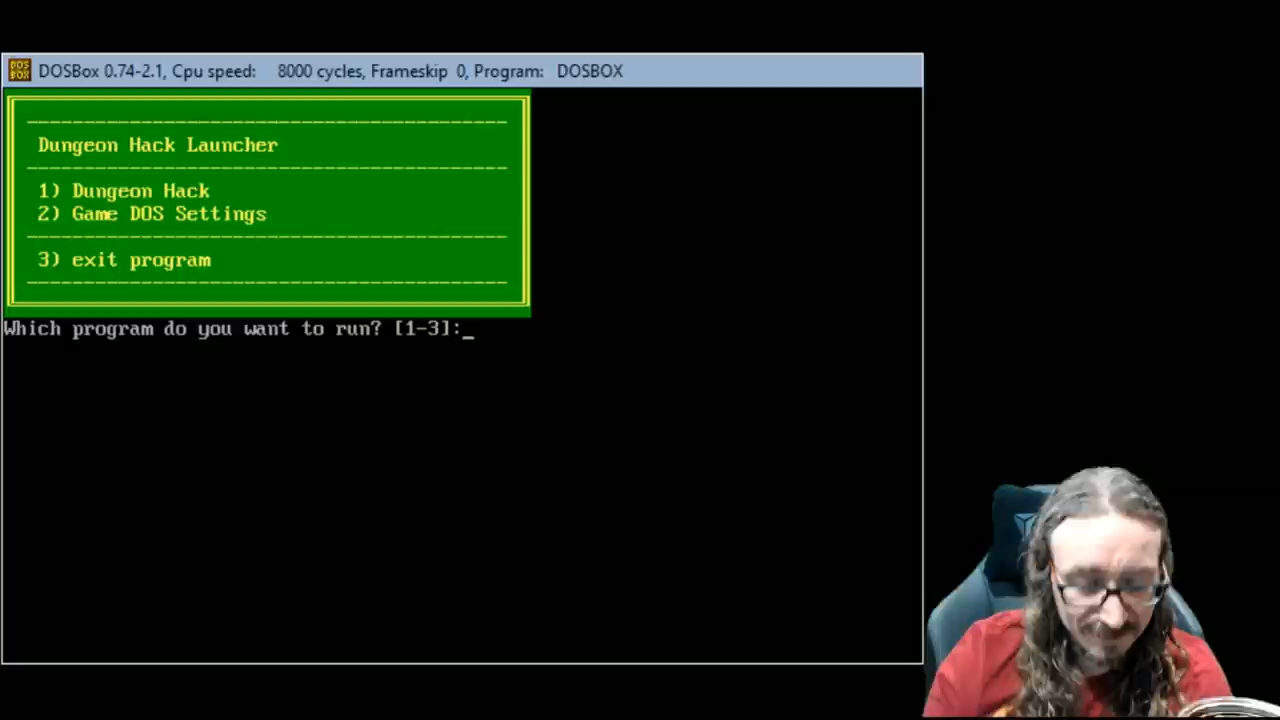 DOSBox 0.74-2.1, Cpu speed: 8000 cycles, Frameskip 0, Program: DOSBOX
Dungeon Hack Launcher
1) Dungeon Hack
2) Game DOS Settings
3) exit program
Which program do you want to run? [1-3]:_